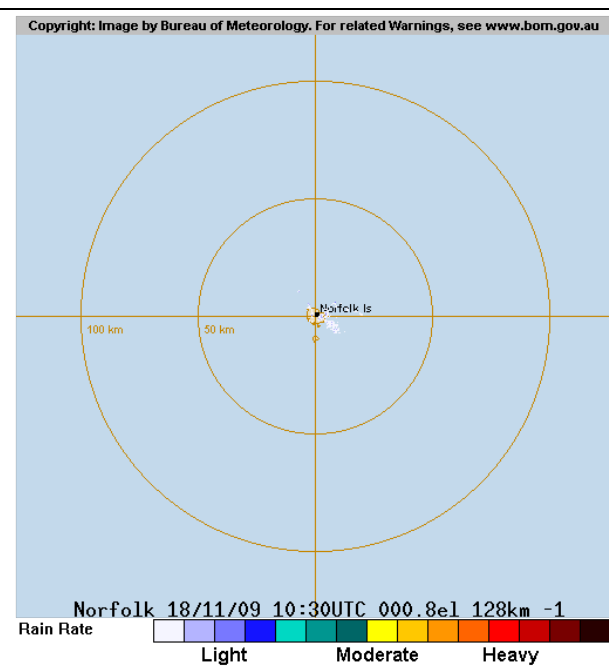 Copyright: Image by Bureau of Meteorology. For related Warnings, see www.bom.gov.au
Norfolk Is
100 km
50 km
Norfolk 18/11/09 10:30UTC 000.8el 128km -1
Rain Rate
Light Moderate Heavy